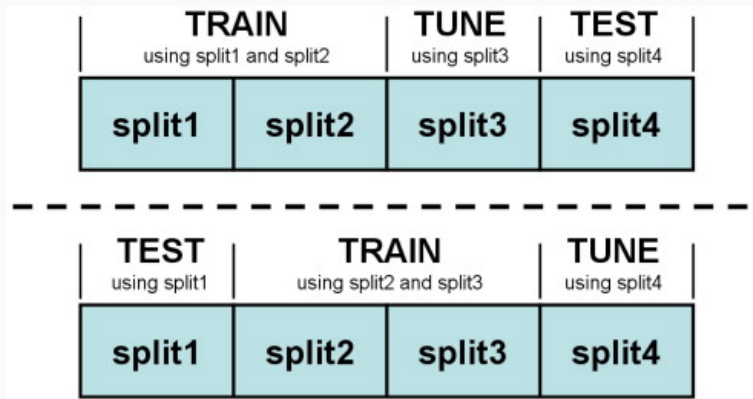 TRAIN TUNE TEST
using split1 and split2 using split3 using split4
split1 split2 split3 split4
TEST TRAIN TUNE
using split1 using split2 and split3 using split4
split1 split2 split3 split4